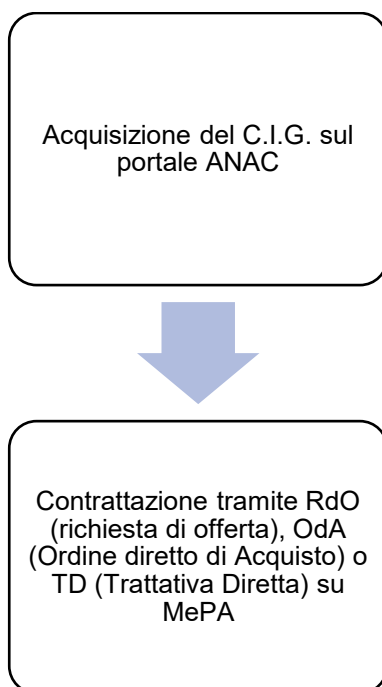 Acquisizione del C.I.G. sul
portale ANAC
Contrattazione tramite RdO
(richiesta di offerta), OdA
(Ordine diretto di Acquisto) o
TD (Trattativa Diretta) su
MePA